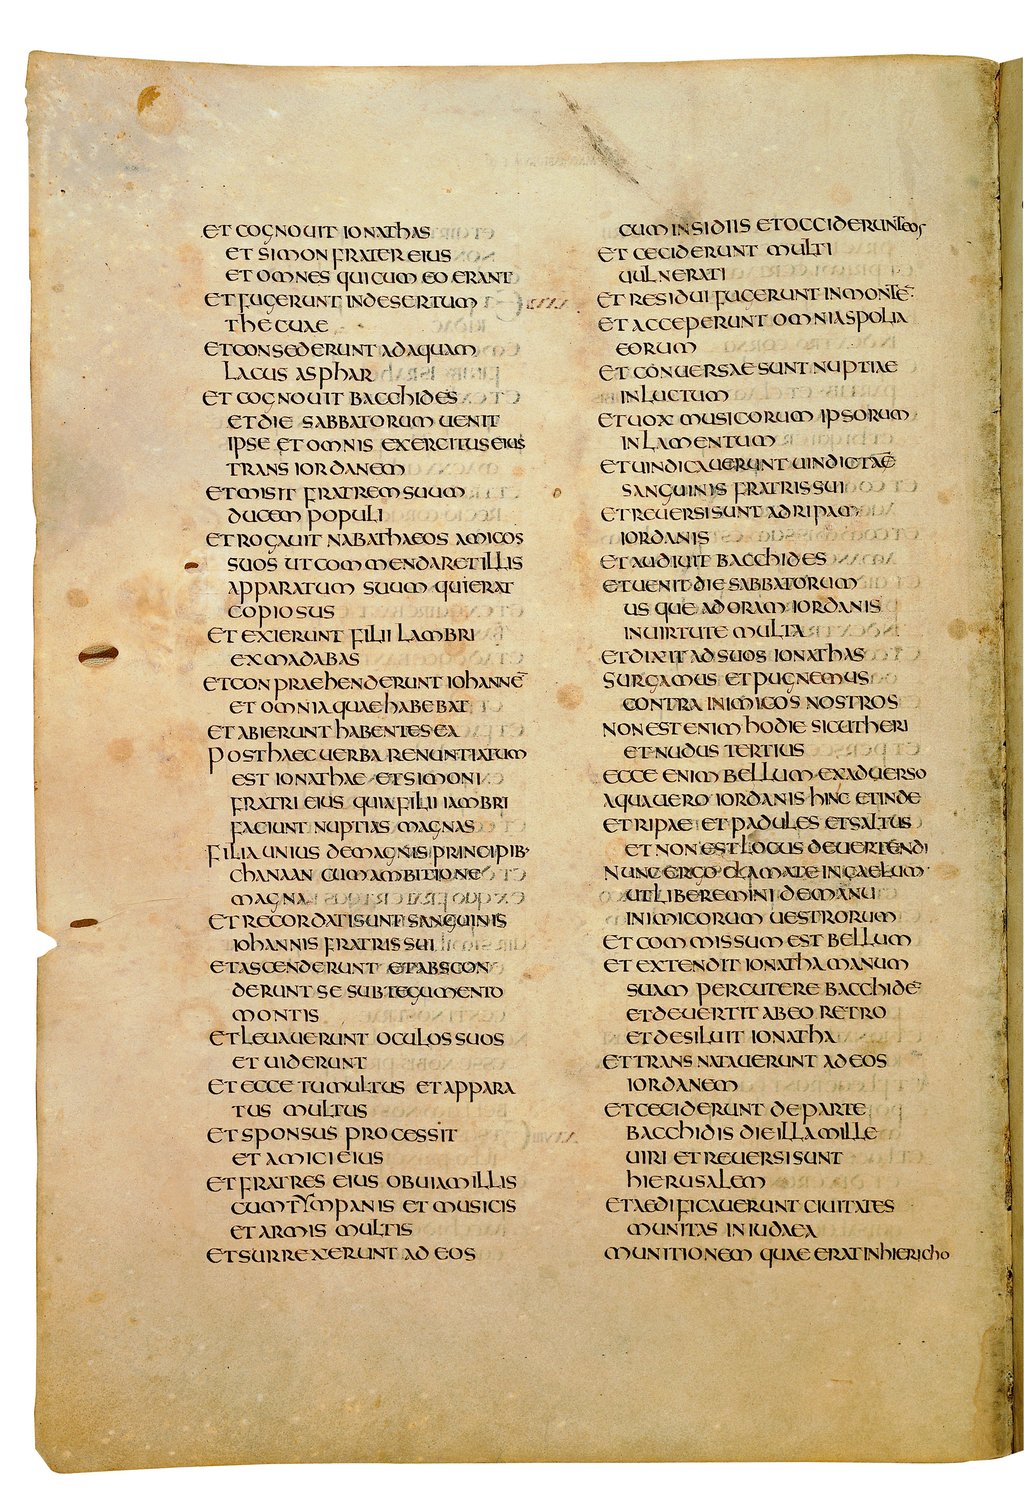 ET COGNOUIT IONATHAS
ET SIMON FRATER EIUS
ET OMNES QUI CUM EO ERANT
ET FUGERUNT IN DESERTUM
THECUAE
ET CONSEDERUNT AD AQUAM
LACUS ASPHAR
ET COGNOUIT BACCHIDES
ET DIE SABBATORUM UENIT
IPSE ET OMNIS EXERCITUS EIUS
TRANS IORDANEM
ET MISIT FRATREM SUUM
DUCEM POPULI
ET ROGAUIT NABATHAEOS AMICOS
SUOS UT COMMENDARET ILLIS
APPARATUM SUUM QUI ERAT
COPIOSUS
ET EXIERUNT FILII IAMBRI
EX MADABAS
ET CONPRAEHENDERUNT IOHANNĒ
ET OMNIA QUAE HABEBAT
ET ABIERUNT HABENTES EA
POST HAEC UERBA RENUNTIATUM
EST IONATHAE ET SIMONI
FRATRI EIUS QUIA FILII IAMBRI
FACIUNT NUPTIAS MAGNAS
FILIA UNIUS DE MAGNIS PRINCIPIB·
CHANAAN CUM AMBITIONE
MAGNA
ET RECORDATI SUNT SANGUINIS
IOHANNIS FRATRIS SUI
ET ASCENDERUNT ET ABSCON
DERUNT SE SUB TEGUMENTO
MONTIS
ET LEUAUERUNT OCULOS SUOS
ET UIDERUNT
ET ECCE TUMULTUS ET APPARA
TUS MULTUS
ET SPONSUS PROCESSIT
ET AMICI EIUS
ET FRATRES EIUS OBUIAM ILLIS
CUM TYMPANIS ET MUSICIS
ET ARMIS MULTIS
ET SURREXERUNT AD EOS
CUM INSIDIIS ET OCCIDERUNT EOS
ET CECIDERUNT MULTI
UULNERATI
ET RESIDUI FUGERUNT IN MONTĒ
ET ACCEPERUNT OMNIA SPOLIA
EORUM
ET CONUERSAE SUNT NUPTIAE
IN LUCTUM
ET UOX MUSICORUM IPSORUM
IN LAMENTUM
ET UINDICAUERUNT UINDICTĀ
SANGUINIS FRATRIS SUI
ET REUERSI SUNT AD RIPAM
IORDANIS
ET AUDIUIT BACCHIDES
ET UENIT DIE SABBATORUM
USQUE AD ORAM IORDANIS
IN UIRTUTE MULTA
ET DIXIT AD SUOS IONATHAS
SURGAMUS ET PUGNEMUS
CONTRA INIMICOS NOSTROS
NON EST ENIM HODIE SICUT HERI
ET NUDUS TERTIUS
ECCE ENIM BELLUM EX ADUERSO
AQUA UERO IORDANIS HINC ET INDE
ET RIPAE ET PADULES ET SALTUS
ET NON EST LOCUS DEUERTENDI
NUNC ERGO CLAMATE IN CAELUM
UT LIBEREMINI DE MANU
INIMICORUM UESTRORUM
ET COMMISSUM EST BELLUM
ET EXTENDIT IONATHA MANUM
SUAM PERCUTERE BACCHIDĒ
ET DEUERTIT AB EO RETRO
ET DESILUIT IONATHA
ET TRANSNATAUERUNT AD EOS
IORDANEM
ET CECIDERUNT DE PARTE
BACCHIDIS DIE ILLA MILLE
UIRI ET REUERSI SUNT
HIERUSALEM
ET AEDIFICAUERUNT CIUITATES
MUNITAS IN IUDAEA
MUNITIONEM QUAE ERAT IN HIERICHO